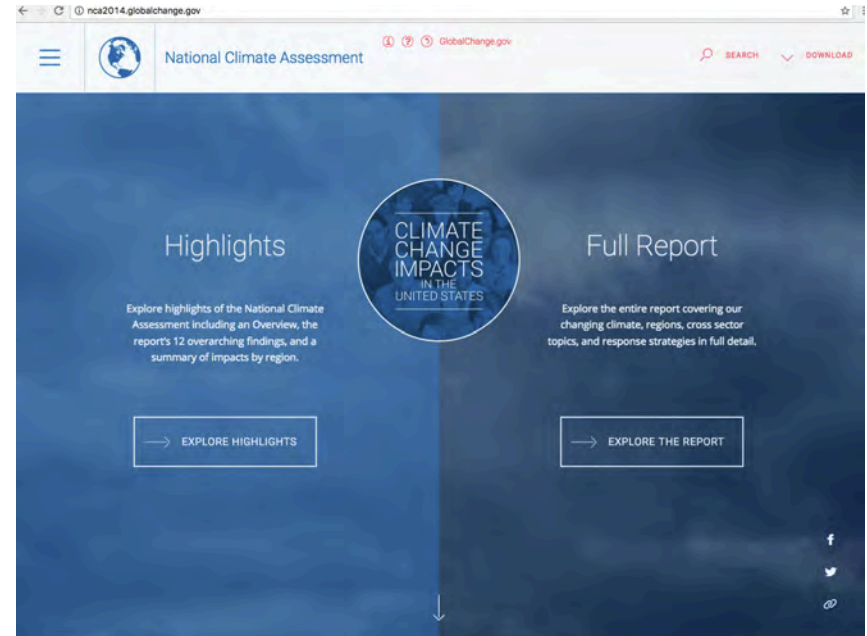 nca2014.globalchange.gov
National Climate Assessment
GlobalChange.gov
SEARCH
DOWNLOAD
Highlights
Explore highlights of the National Climate
Assessment including an Overview, the
report's 12 overarching findings, and a
summary of impacts by region.
EXPLORE HIGHLIGHTS
CLIMATE
CHANGE
IMPACTS
IN THE
UNITED STATES
Full Report
Explore the entire report covering our
changing climate, regions, cross sector
topics, and response strategies in full detail.
EXPLORE THE REPORT